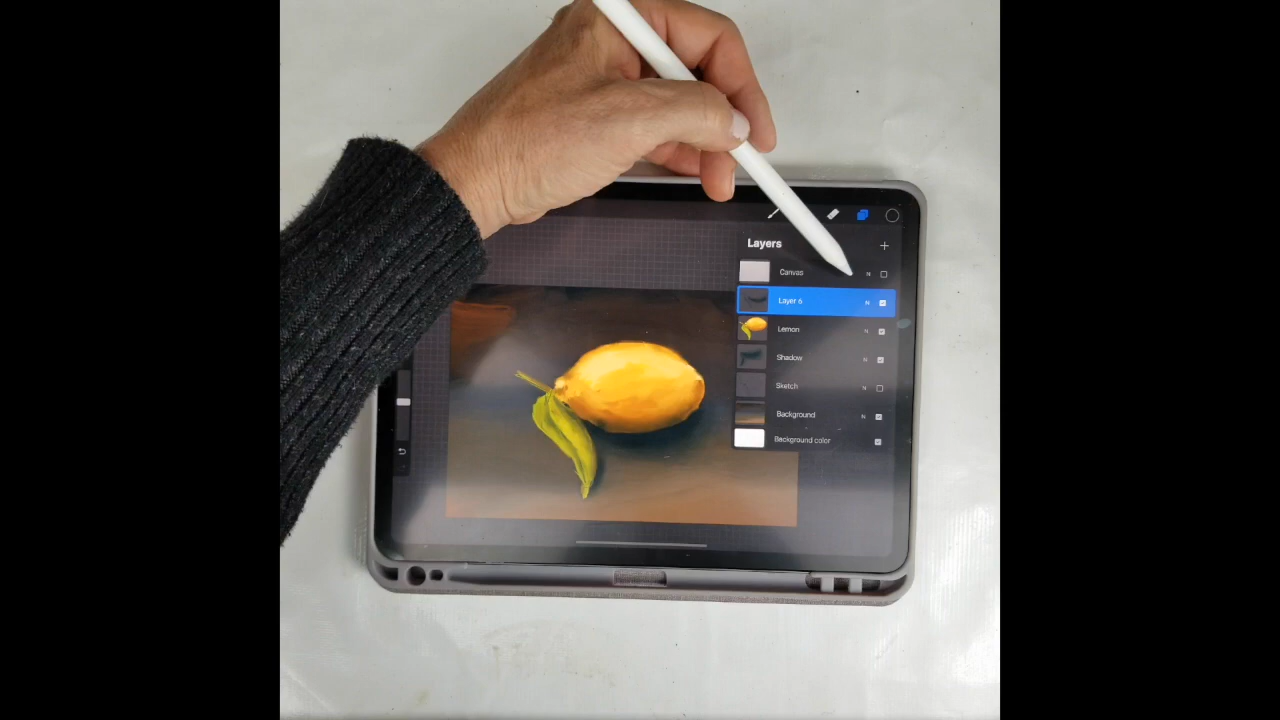 Layers
Canvas N
Layer 6 N
Lemon N
Shadow N
Sketch N
Background N
Background color